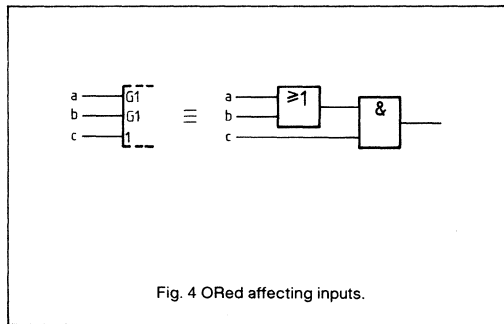 a G1
b G1
c 1
≡
a
b
c
≥1
&
Fig. 4 ORed affecting inputs.